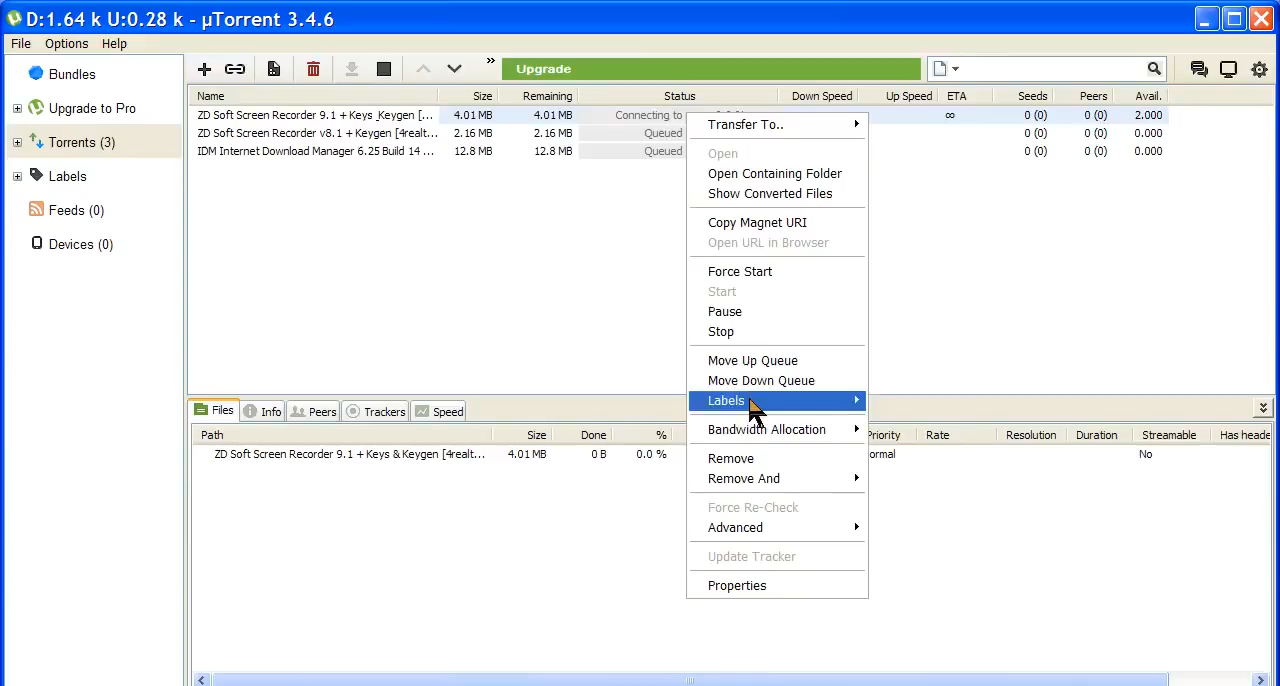 D:1.64 k U:0.28 k - µTorrent 3.4.6
File Options Help
Bundles
Upgrade to Pro
Torrents (3)
Labels
Feeds (0)
Devices (0)
» Upgrade
Name Size Remaining Status Down Speed Up Speed ETA Seeds Peers Avail.
ZD Soft Screen Recorder 9.1 + Keys_Keygen [... 4.01 MB 4.01 MB Connecting to ∞ 0 (0) 0 (0) 2.000
ZD Soft Screen Recorder v8.1 + Keygen [4realt... 2.16 MB 2.16 MB Queued 0 (0) 0 (0) 0.000
IDM Internet Download Manager 6.25 Build 14 ... 12.8 MB 12.8 MB Queued 0 (0) 0 (0) 0.000
Transfer To..
Open
Open Containing Folder
Show Converted Files
Copy Magnet URI
Open URL in Browser
Force Start
Start
Pause
Stop
Move Up Queue
Move Down Queue
Labels
Bandwidth Allocation
Remove
Remove And
Force Re-Check
Advanced
Update Tracker
Properties
Files Info Peers Trackers Speed
Path Size Done % Priority Rate Resolution Duration Streamable Has heade
ZD Soft Screen Recorder 9.1 + Keys & Keygen [4realt... 4.01 MB 0 B 0.0 % ormal No